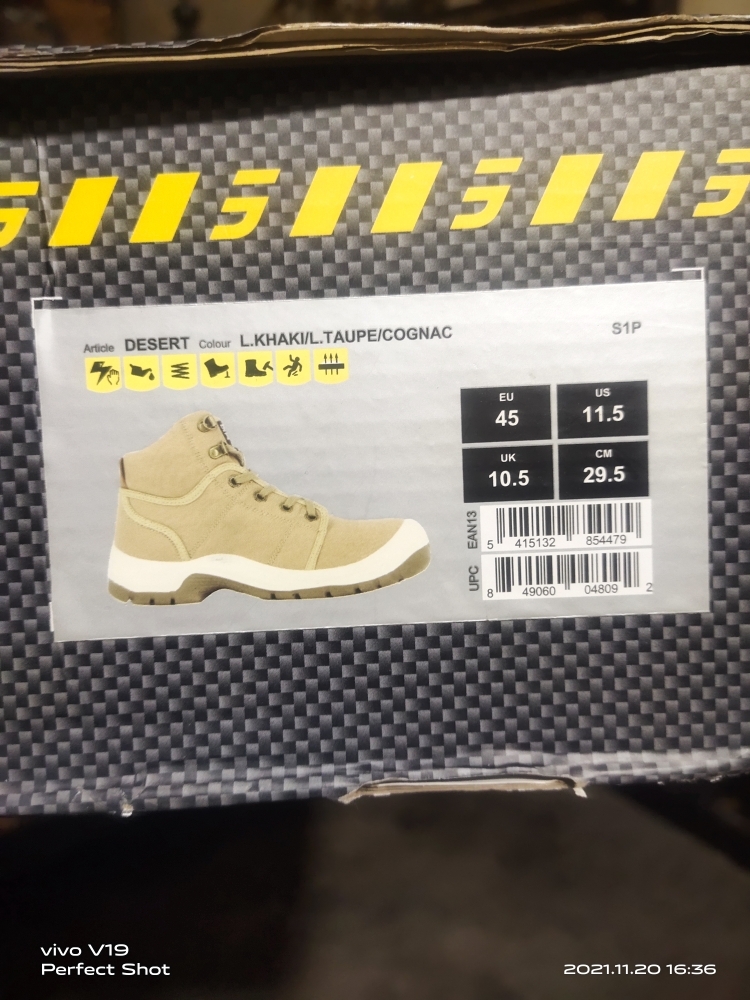 Article DESERT Colour L.KHAKI/L.TAUPE/COGNAC S1P
EU
45
US
11.5
UK
10.5
CM
29.5
EAN13
5 415132 854479
UPC
8 49060 04809 2
vivo V19
Perfect Shot
2021.11.20 16:36